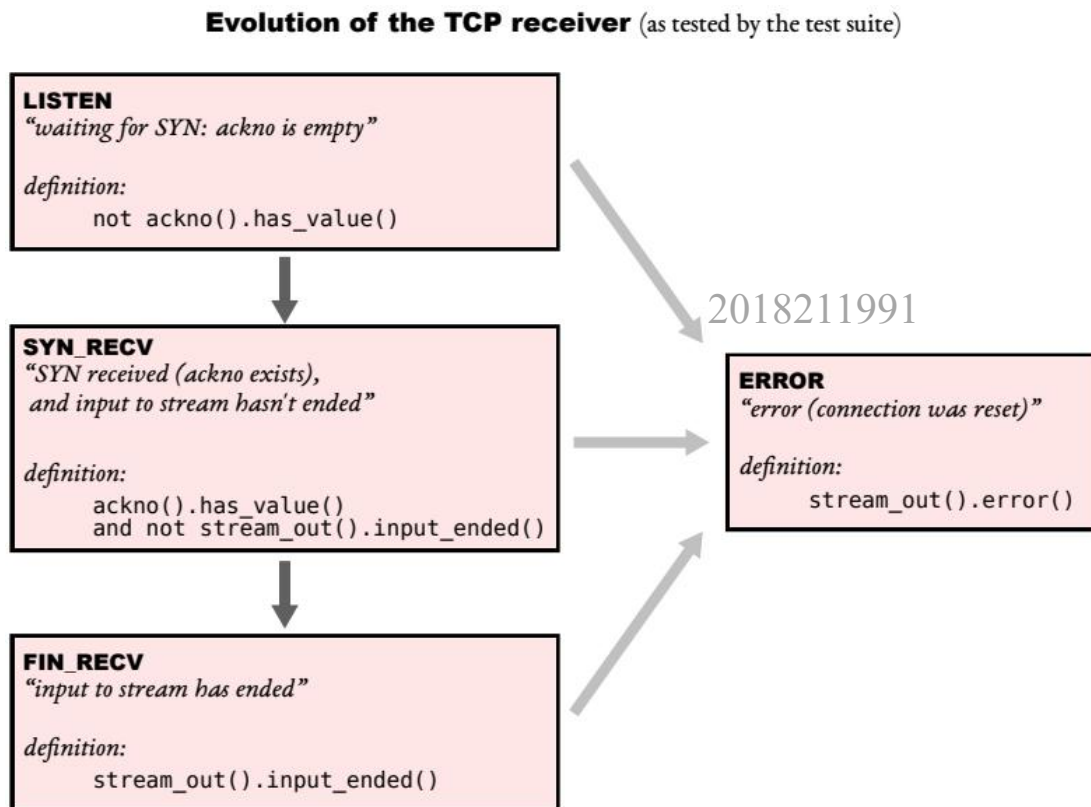 Evolution of the TCP receiver (as tested by the test suite)
LISTEN
“waiting for SYN: ackno is empty”
definition:
not ackno().has_value()
SYN_RECV
“SYN received (ackno exists),
and input to stream hasn't ended”
definition:
ackno().has_value()
and not stream_out().input_ended()
FIN_RECV
“input to stream has ended”
definition:
stream_out().input_ended()
2018211991
ERROR
“error (connection was reset)”
definition:
stream_out().error()